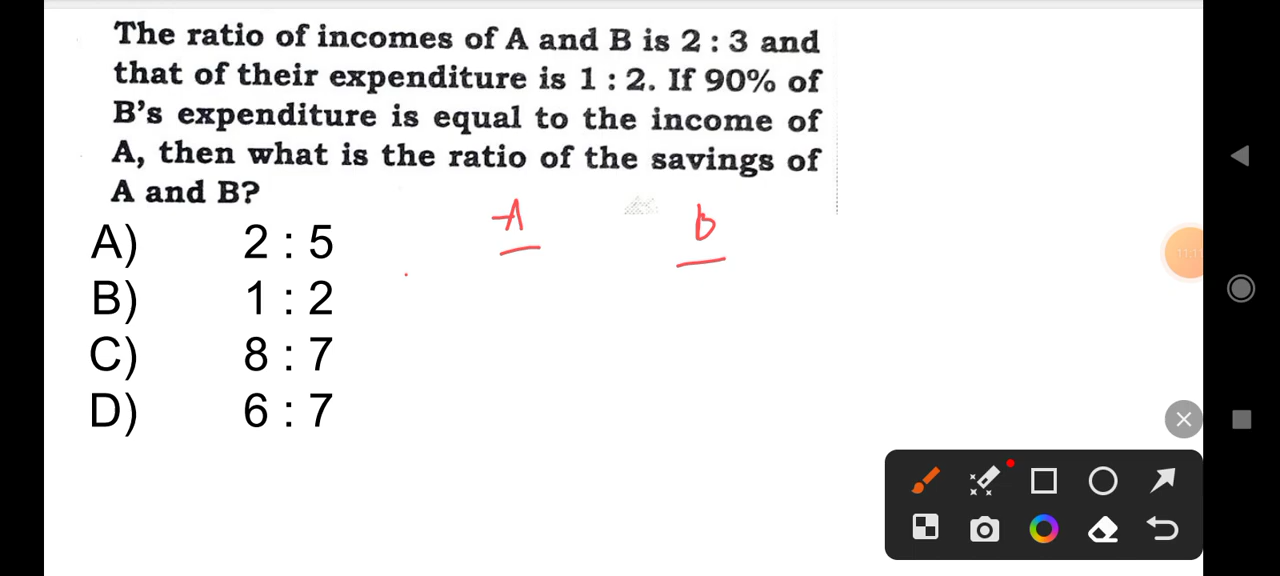 The ratio of incomes of A and B is 2 : 3 and
that of their expenditure is 1 : 2. If 90% of
B's expenditure is equal to the income of
A, then what is the ratio of the savings of
A and B?
A B
A) 2 : 5
B) 1 : 2
C) 8 : 7
D) 6 : 7
11:11